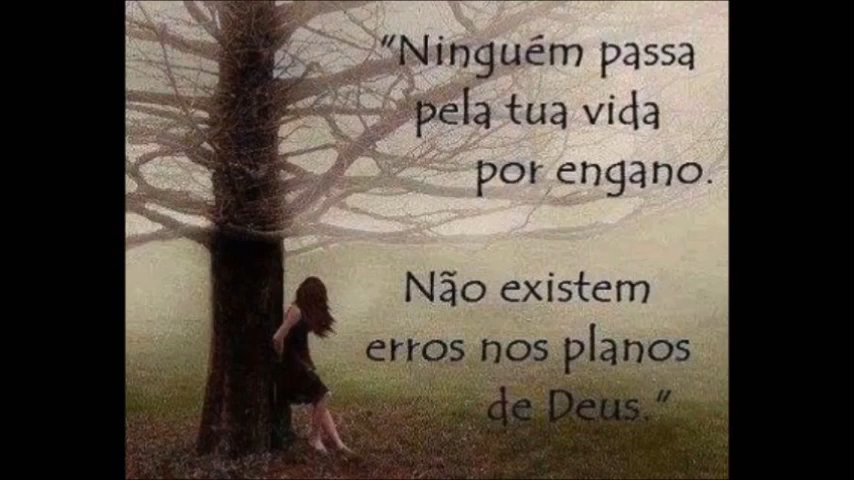 “Ninguém passa
pela tua vida
por engano.
Não existem
erros nos planos
de Deus.”